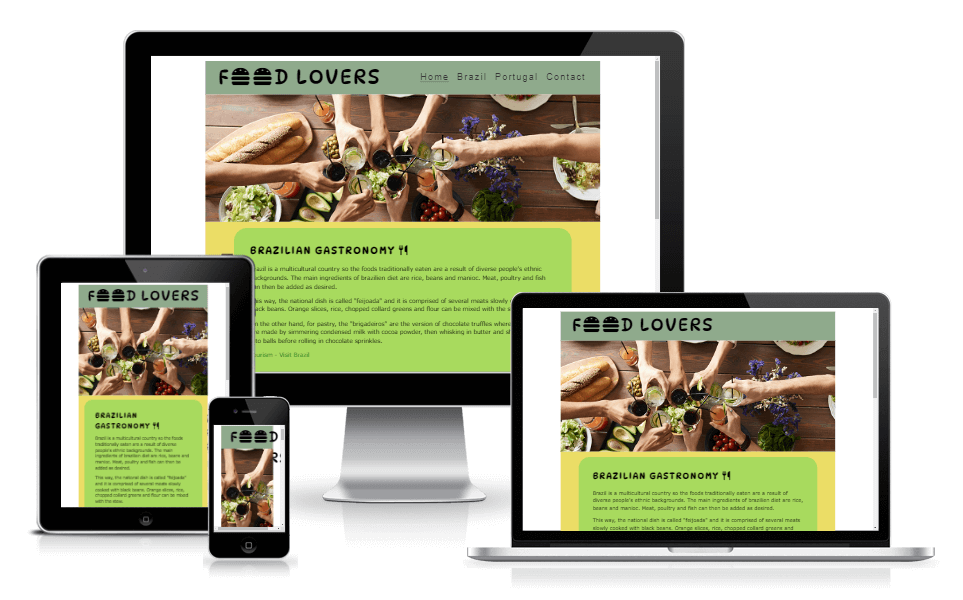 FOOD LOVERS Home Brazil Portugal Contact
BRAZILIAN GASTRONOMY
Brazil is a multicultural country so the foods traditionally eaten are a result of diverse people's ethnic
backgrounds. The main ingredients of brazilian diet are rice, beans and manioc. Meat, poultry and fish
can then be added as desired.
This way, the national dish is called "feijoada" and it is comprised of several meats slowly
black beans. Orange slices, rice, chopped collard greens and flour can be mixed with the
On the other hand, for pastry, the "brigadeiros" are the version of chocolate truffles where
are made by simmering condensed milk with cocoa powder, then whisking in butter and
into balls before rolling in chocolate sprinkles.
Tourism - Visit Brazil
FOOD LOVERS
BRAZILIAN
GASTRONOMY
Brazil is a multicultural country so the foods
traditionally eaten are a result of diverse
people's ethnic backgrounds. The main
ingredients of brazilian diet are rice, beans and
manioc. Meat, poultry and fish can then be
added as desired.
This way, the national dish is called "feijoada"
and it is comprised of several meats slowly
cooked with black beans. Orange slices, rice,
chopped collard greens and flour can be mixed
with the stew.
FOOD
FOOD LOVERS
BRAZILIAN GASTRONOMY
Brazil is a multicultural country so the foods traditionally eaten are a result of
diverse people's ethnic backgrounds. The main ingredients of brazilian diet are rice,
beans and manioc. Meat, poultry and fish can then be added as desired.
This way, the national dish is called "feijoada" and it is comprised of several meats
slowly cooked with black beans. Orange slices, rice, chopped collard greens and